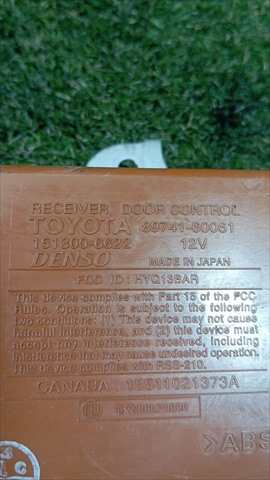 RECEIVER, DOOR CONTROL
TOYOTA 89741-60061
151300-6622 12V
DENSO MADE IN JAPAN
FCC ID: HYQ13BAR
This device complies with Part 15 of the FCC
Rules. Operation is subject to the following
two conditions: (1) This device may not cause
harmful interference, and (2) this device must
accept any interference received, including
interference that may cause undesired operation.
This device complies with RSS-210.
CANADA: 1551102
>ABS